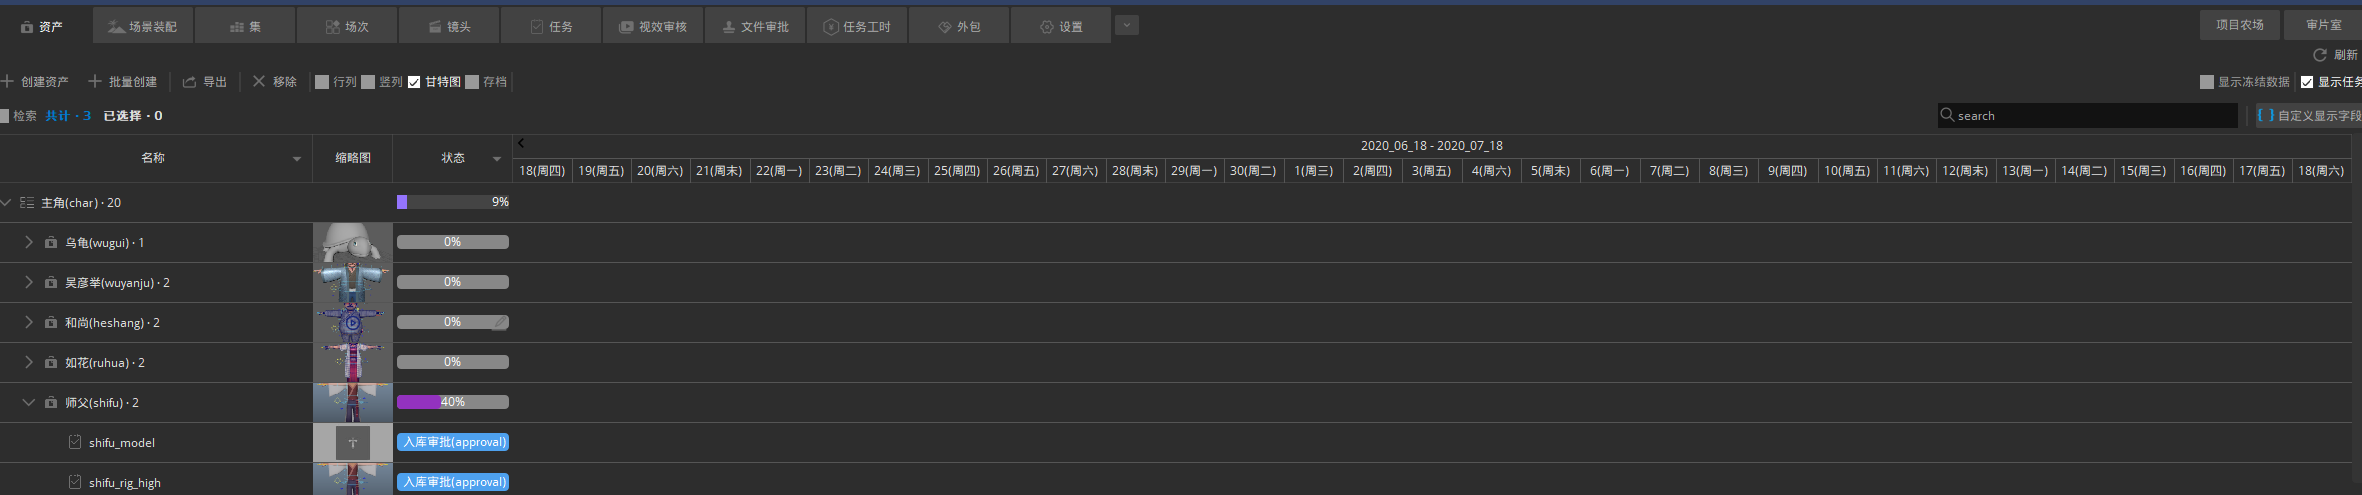 资产 场景装配 集 场次 镜头 任务 视效审核 文件审批 任务工时 外包 设置 项目农场 审片室
刷新
创建资产 批量创建 导出 移除 行列 竖列 甘特图 存档 显示冻结数据 显示任务
检索 共计 · 3 已选择 · 0 search 自定义显示字段
名称 缩略图 状态 2020_06_18 - 2020_07_18
18(周四) 19(周五) 20(周六) 21(周末) 22(周一) 23(周二) 24(周三) 25(周四) 26(周五) 27(周六) 28(周末) 29(周一) 30(周二) 1(周三) 2(周四) 3(周五) 4(周六) 5(周末) 6(周一) 7(周二) 8(周三) 9(周四) 10(周五) 11(周六) 12(周末) 13(周一) 14(周二) 15(周三) 16(周四) 17(周五) 18(周六)
主角(char) · 20 9%
乌龟(wugui) · 1 0%
吴彦举(wuyanju) · 2 0%
和尚(heshang) · 2 0%
如花(ruhua) · 2 0%
师父(shifu) · 2 40%
shifu_model 入库审批(approval)
shifu_rig_high 入库审批(approval)